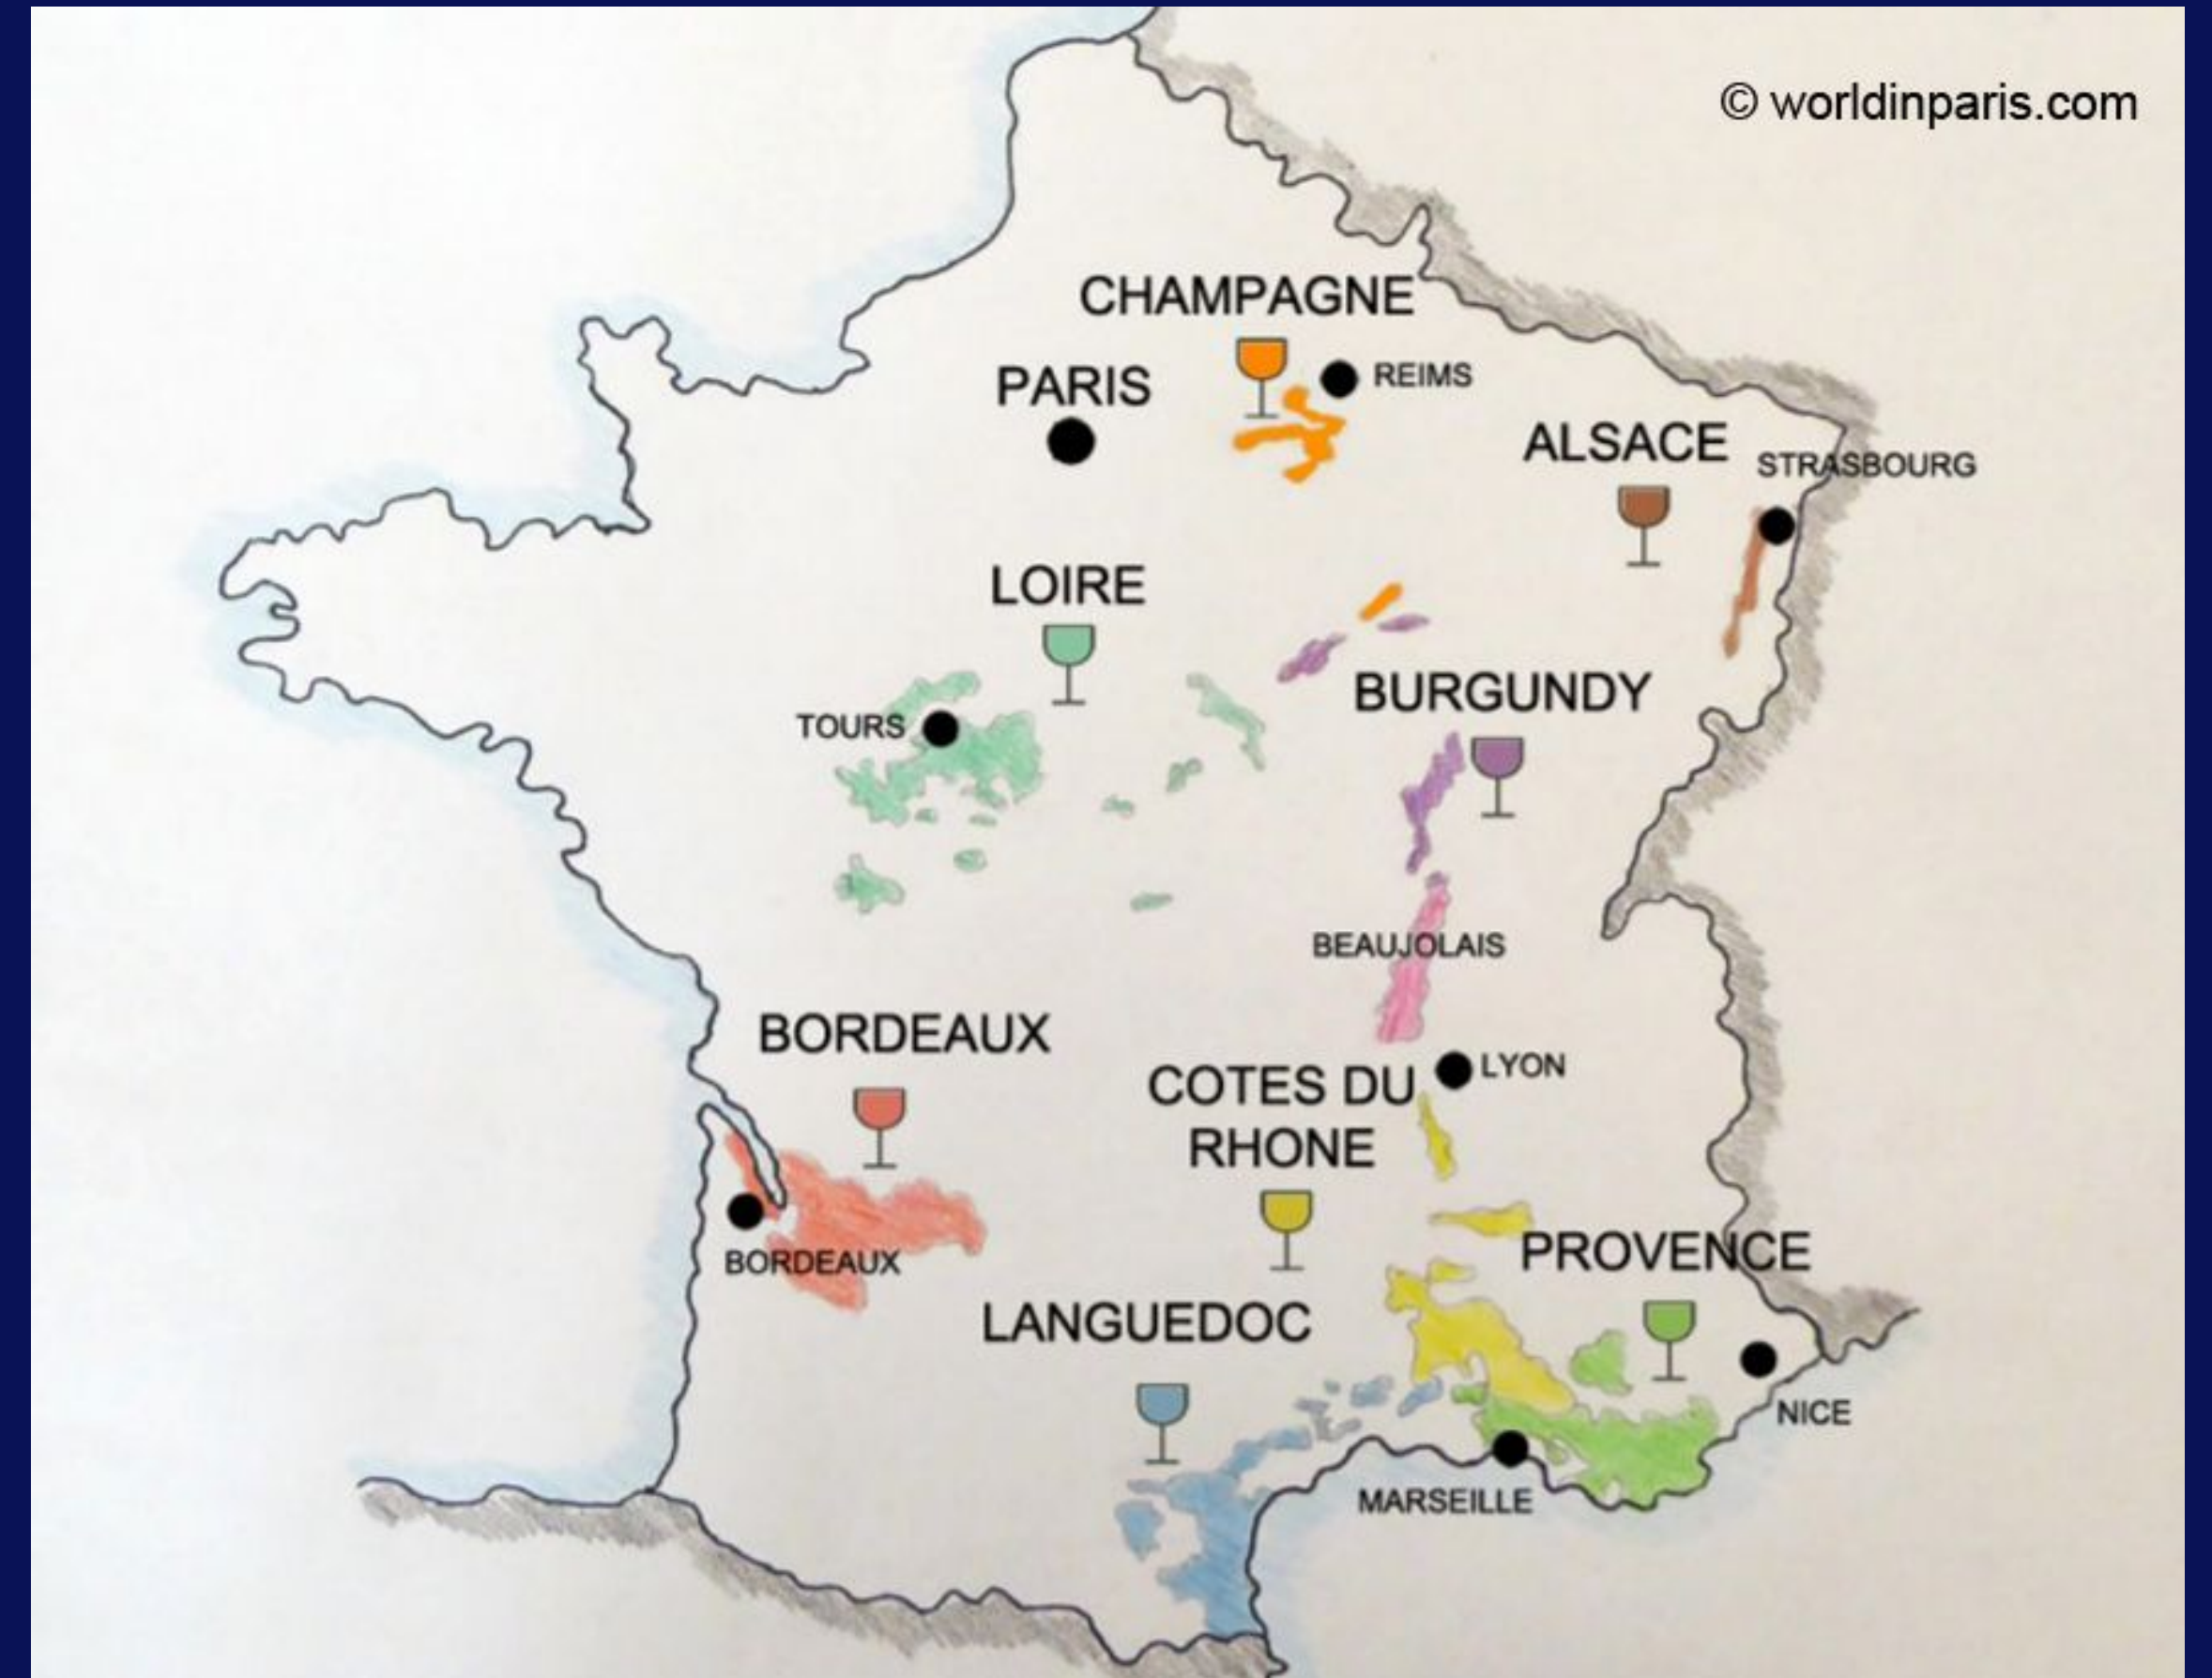 © worldinparis.com
CHAMPAGNE
REIMS
PARIS
ALSACE
STRASBOURG
LOIRE
BURGUNDY
TOURS
BEAUJOLAIS
BORDEAUX
LYON
COTES DU
RHONE
BORDEAUX
PROVENCE
LANGUEDOC
NICE
MARSEILLE